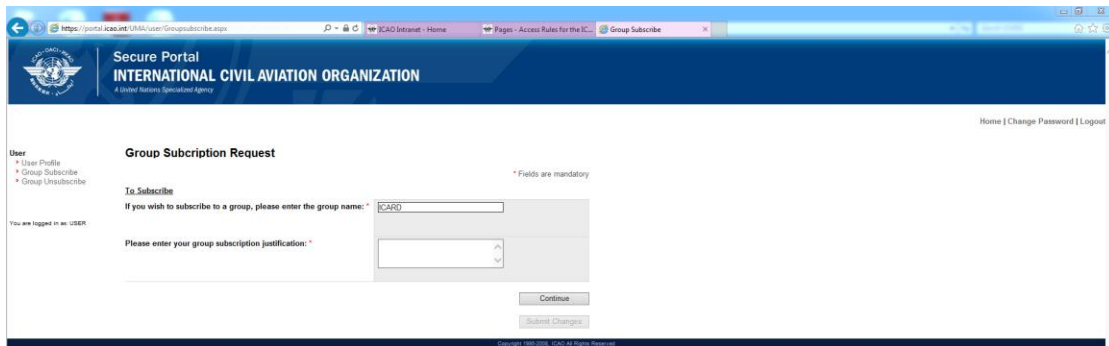 https://portal.icao.int/UMA/user/Groupsubscribe.aspx
ICAO Intranet - Home
Pages - Access Rules for the IC...
Group Subscribe
Secure Portal
INTERNATIONAL CIVIL AVIATION ORGANIZATION
A United Nations Specialized Agency
Home | Change Password | Logout
User
User Profile
Group Subscribe
Group Unsubscribe
You are logged in as: USER
Group Subcription Request
* Fields are mandatory
To Subscribe
If you wish to subscribe to a group, please enter the group name: *
ICARD
Please enter your group subscription justification: *
Continue
Submit Changes
Copyright 1995-2008, ICAO All Rights Reserved